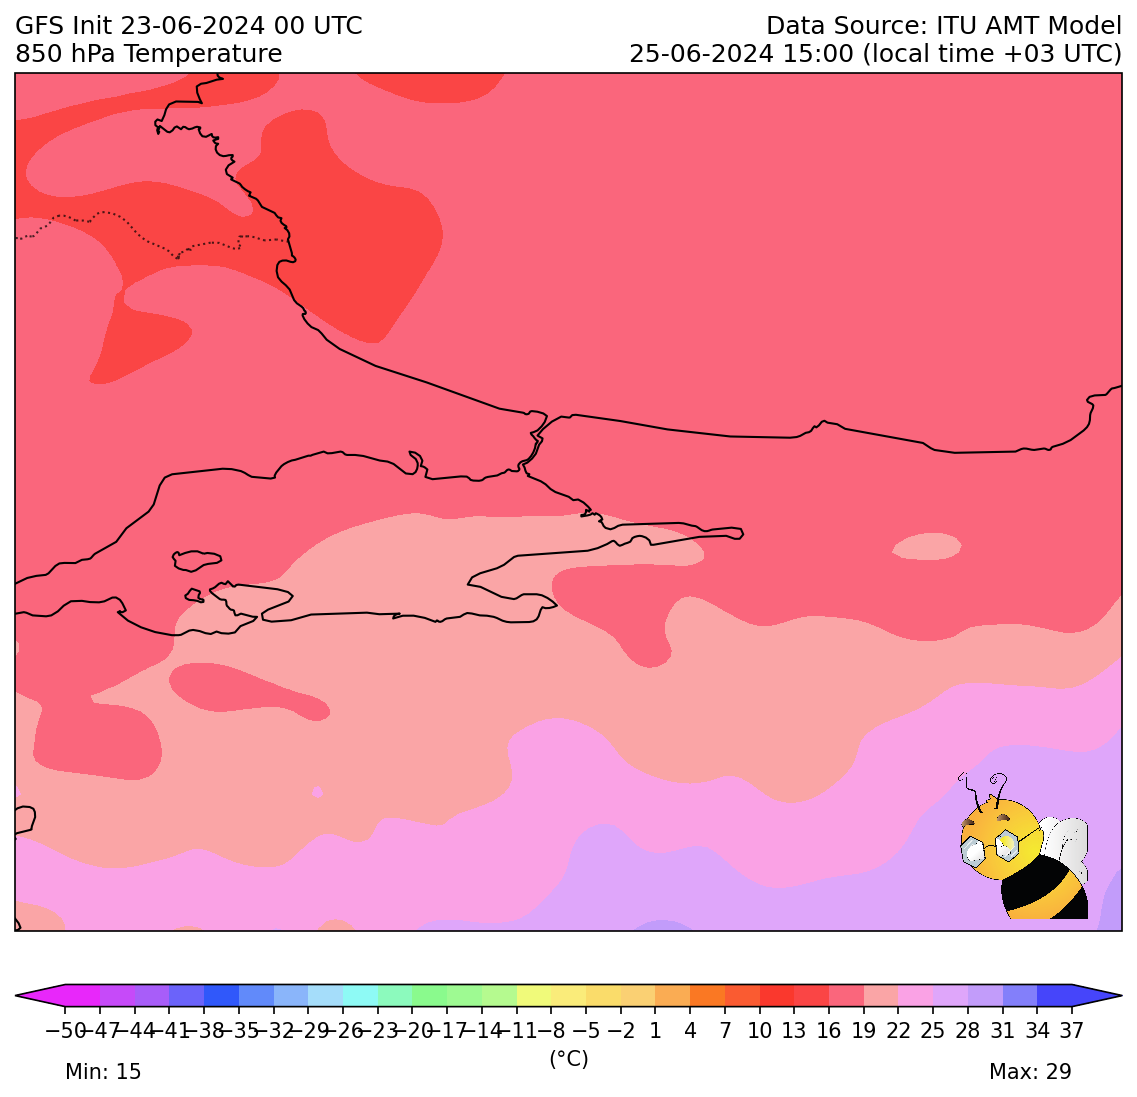 GFS Init 23-06-2024 00 UTC
Data Source: ITU AMT Model
850 hPa Temperature
25-06-2024 15:00 (local time +03 UTC)
−50 −47 −44 −41 −38 −35 −32 −29 −26 −23 −20 −17 −14 −11 −8 −5 −2 1 4 7 10 13 16 19 22 25 28 31 34 37
(°C)
Min: 15
Max: 29